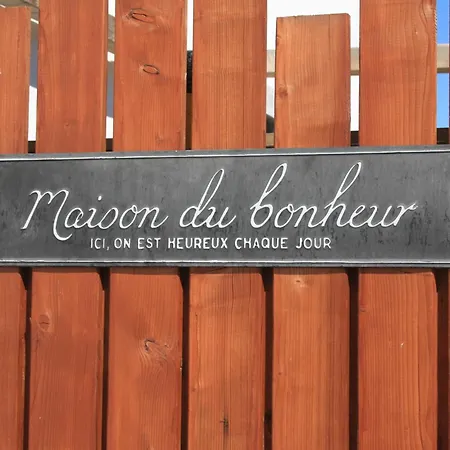 Maison du bonheur
ICI, ON EST HEUREUX CHAQUE JOUR